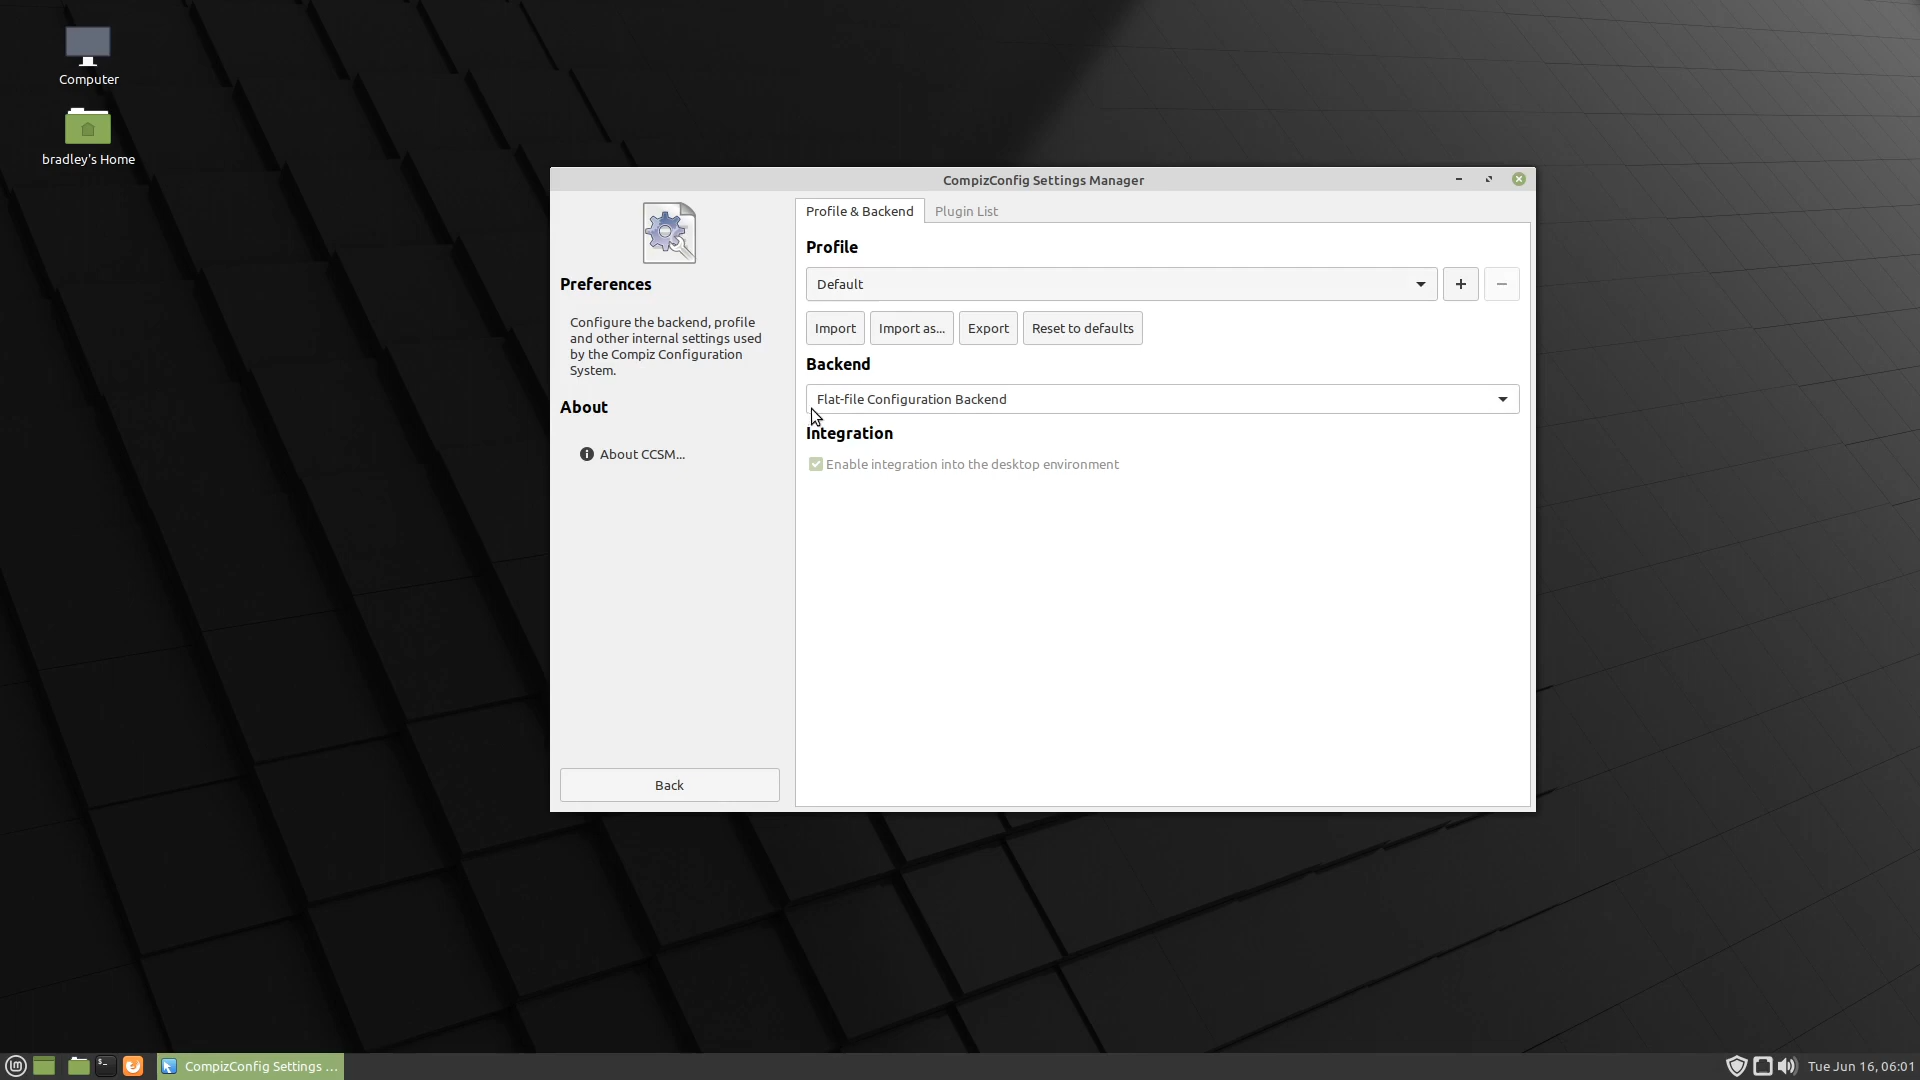 Computer
bradley's Home
CompizConfig Settings Manager
Preferences
Configure the backend, profile
and other internal settings used
by the Compiz Configuration
System.
About
About CCSM...
Back
Profile & Backend
Plugin List
Profile
Default
Import
Import as...
Export
Reset to defaults
Backend
Flat-file Configuration Backend
Integration
Enable integration into the desktop environment
CompizConfig Settings ...
Tue Jun 16, 06:01